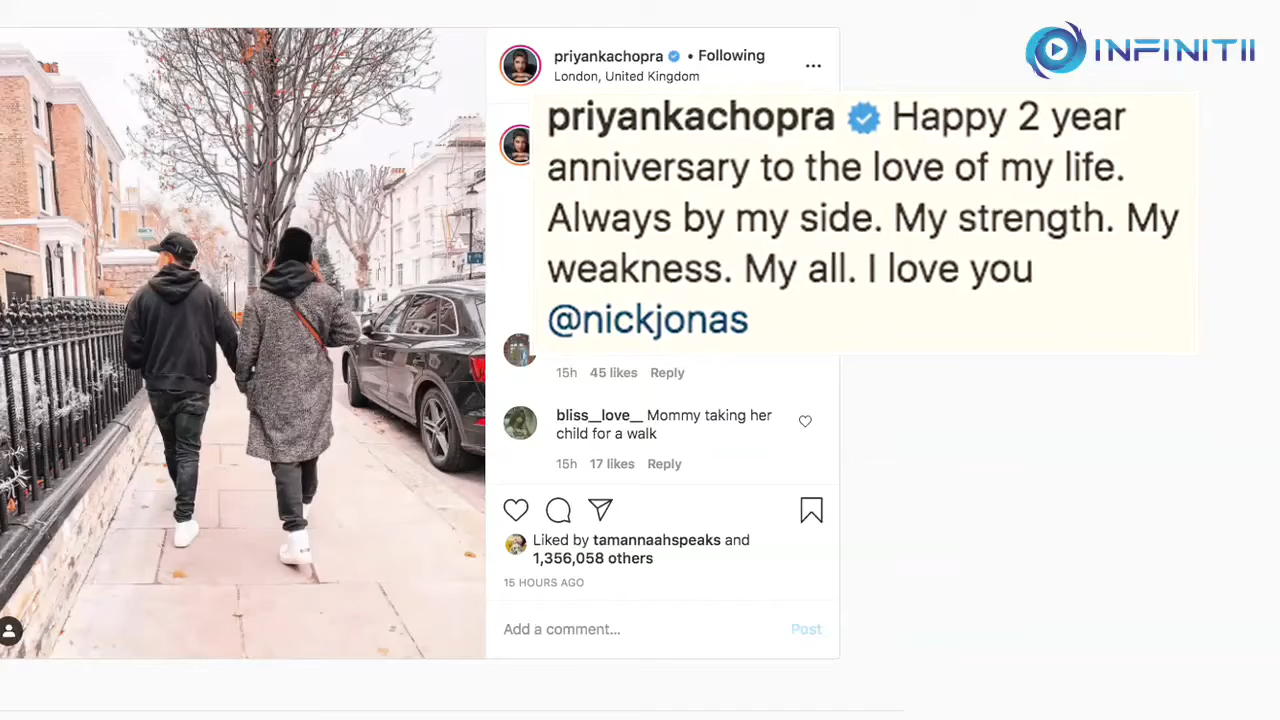 INFINITII
priyankachopra • Following
London, United Kingdom
priyankachopra Happy 2 year
anniversary to the love of my life.
Always by my side. My strength. My
weakness. My all. I love you
@nickjonas
15h 45 likes Reply
bliss__love__ Mommy taking her
child for a walk
15h 17 likes Reply
Liked by tamannaahspeaks and
1,356,058 others
15 HOURS AGO
Add a comment... Post